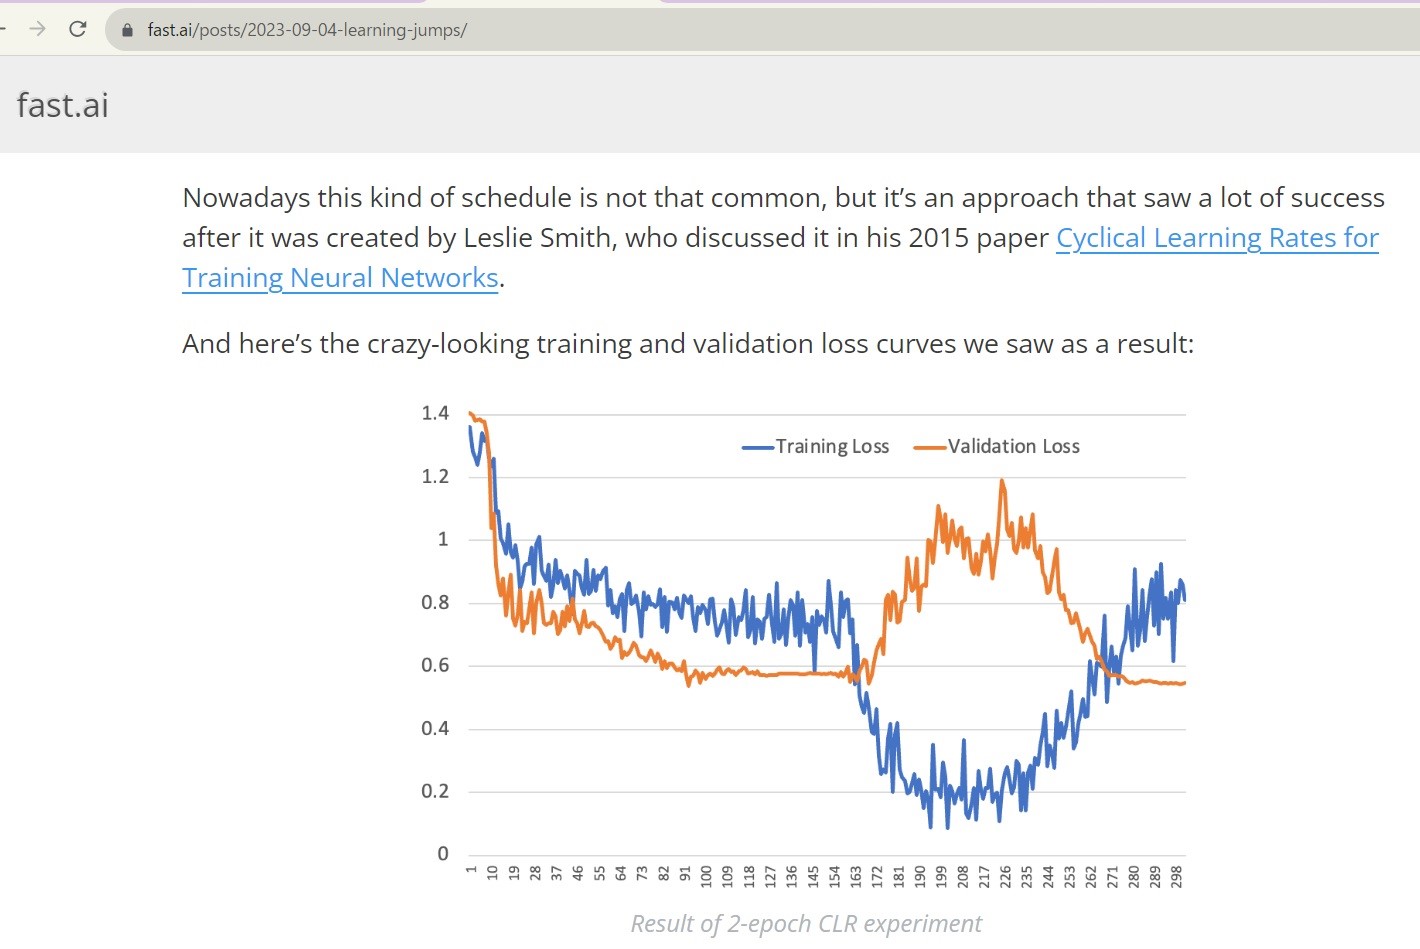 fast.ai/posts/2023-09-04-learning-jumps/
fast.ai
Nowadays this kind of schedule is not that common, but it’s an approach that saw a lot of success
after it was created by Leslie Smith, who discussed it in his 2015 paper Cyclical Learning Rates for
Training Neural Networks.
And here’s the crazy-looking training and validation loss curves we saw as a result:
1.4
Training Loss Validation Loss
1.2
1
0.8
0.6
0.4
0.2
0
1 10 19 28 37 46 55 64 73 82 91 100 109 118 127 136 145 154 163 172 181 190 199 208 217 226 235 244 253 262 271 280 289 298
Result of 2-epoch CLR experiment